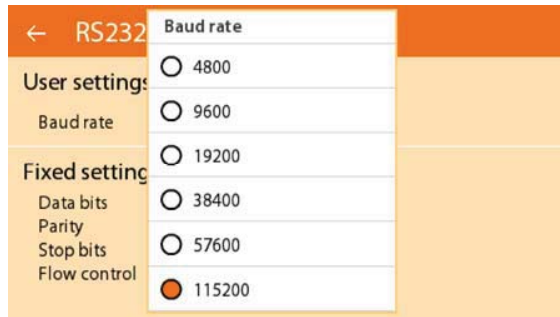 ← RS232
Baud rate
4800
9600
19200
38400
57600
115200
User settings
Baud rate
Fixed setting
Data bits
Parity
Stop bits
Flow control